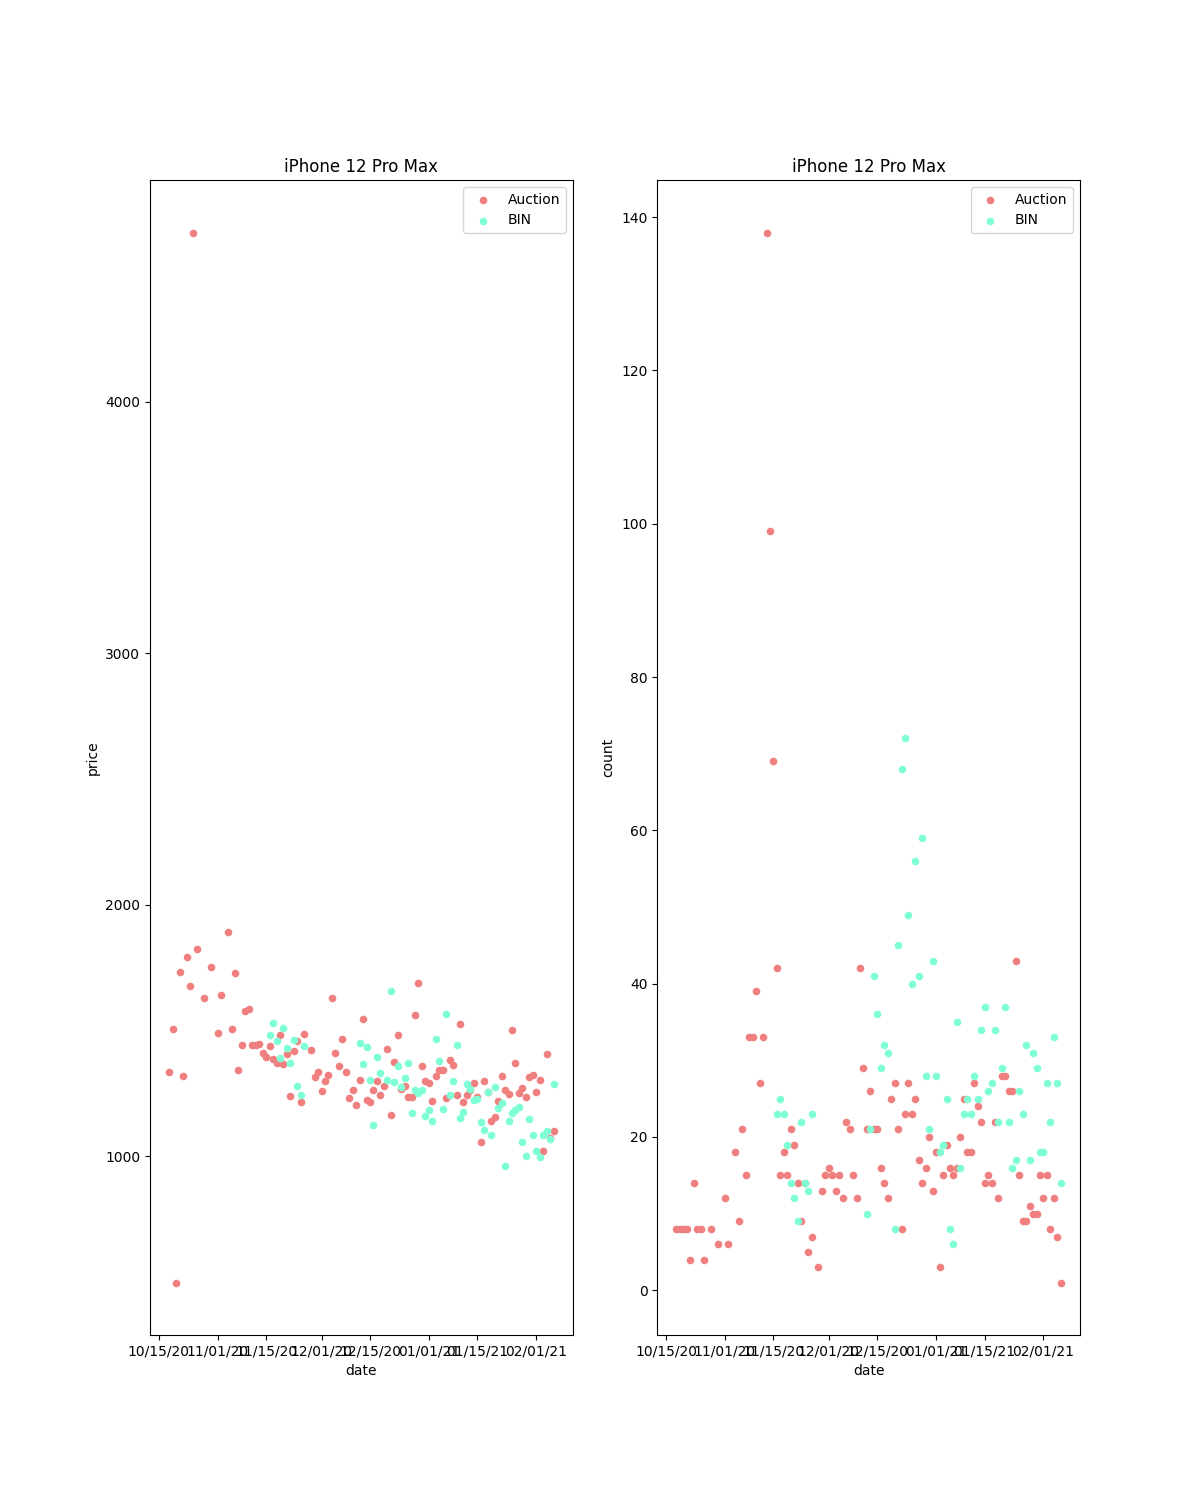 iPhone 12 Pro Max
Auction
BIN
price
4000
3000
2000
1000
10/15/20 11/01/20 11/15/20 12/01/20 12/15/20 01/01/21 01/15/21 02/01/21
date
iPhone 12 Pro Max
Auction
BIN
count
140
120
100
80
60
40
20
0
10/15/20 11/01/20 11/15/20 12/01/20 12/15/20 01/01/21 01/15/21 02/01/21
date